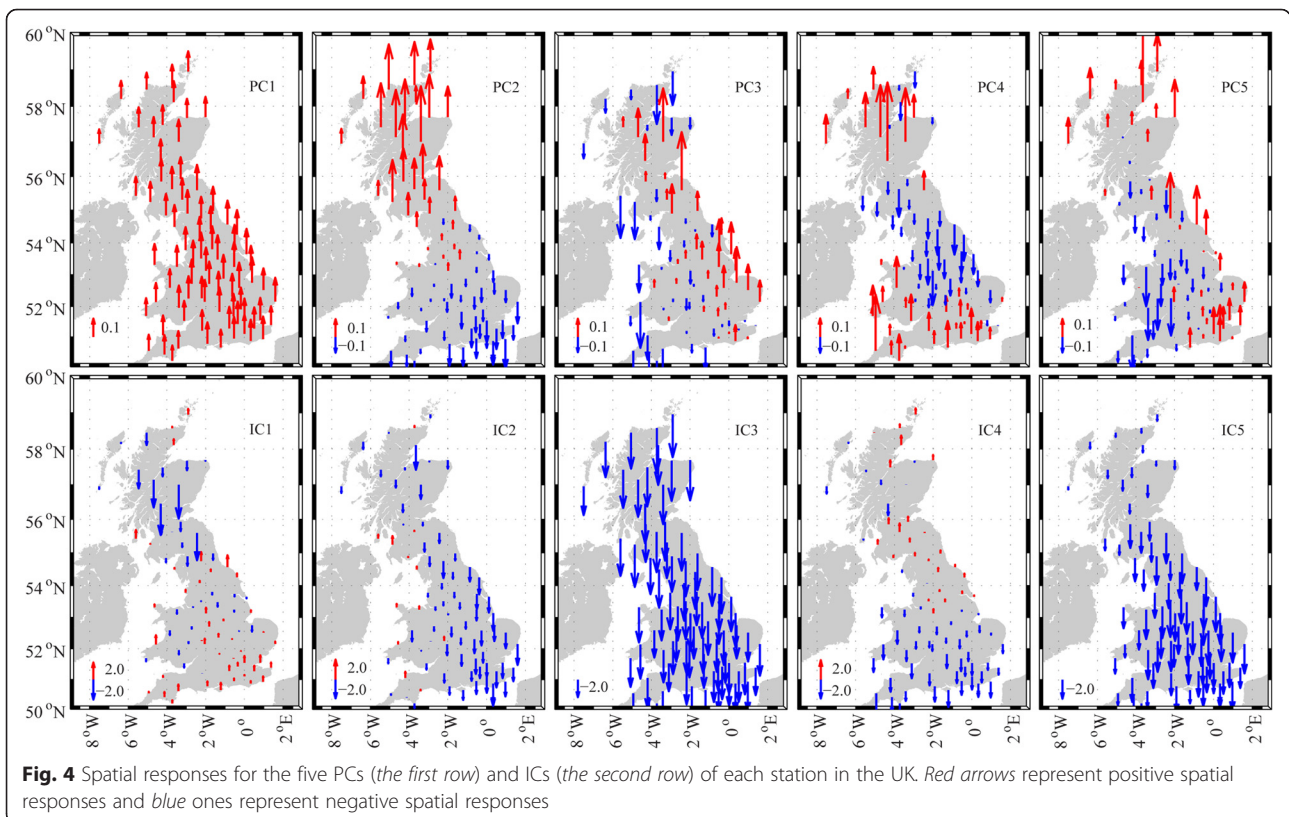 60 °N
58 °N
56 °N
54 °N
52 °N
PC1
0.1
PC2
0.1
−0.1
PC3
0.1
−0.1
PC4
0.1
−0.1
PC5
0.1
−0.1
60 °N
58 °N
56 °N
54 °N
52 °N
50 °N
IC1
2.0
−2.0
IC2
2.0
−2.0
IC3
−2.0
IC4
2.0
−2.0
IC5
−2.0
8 °W 6 °W 4 °W 2 °W 0 ° 2 °E
8 °W 6 °W 4 °W 2 °W 0 ° 2 °E
8 °W 6 °W 4 °W 2 °W 0 ° 2 °E
8 °W 6 °W 4 °W 2 °W 0 ° 2 °E
8 °W 6 °W 4 °W 2 °W 0 ° 2 °E
Fig. 4 Spatial responses for the five PCs (the first row) and ICs (the second row) of each station in the UK. Red arrows represent positive spatial
responses and blue ones represent negative spatial responses